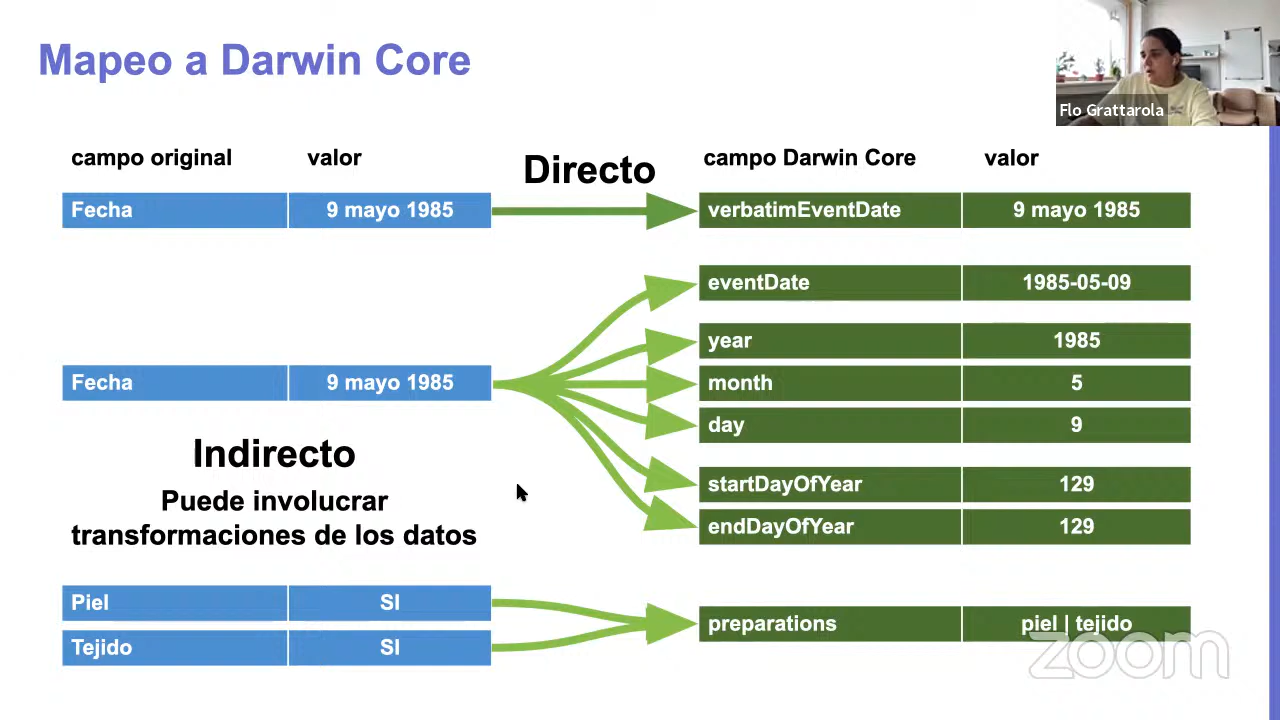 Mapeo a Darwin Core
Flo Grattarola
campo original valor Directo campo Darwin Core valor
Fecha 9 mayo 1985 verbatimEventDate 9 mayo 1985
eventDate 1985-05-09
year 1985
Fecha 9 mayo 1985 month 5
day 9
Indirecto
startDayOfYear 129
Puede involucrar
endDayOfYear 129
transformaciones de los datos
Piel SI
preparations piel | tejido
Tejido SI
zoom